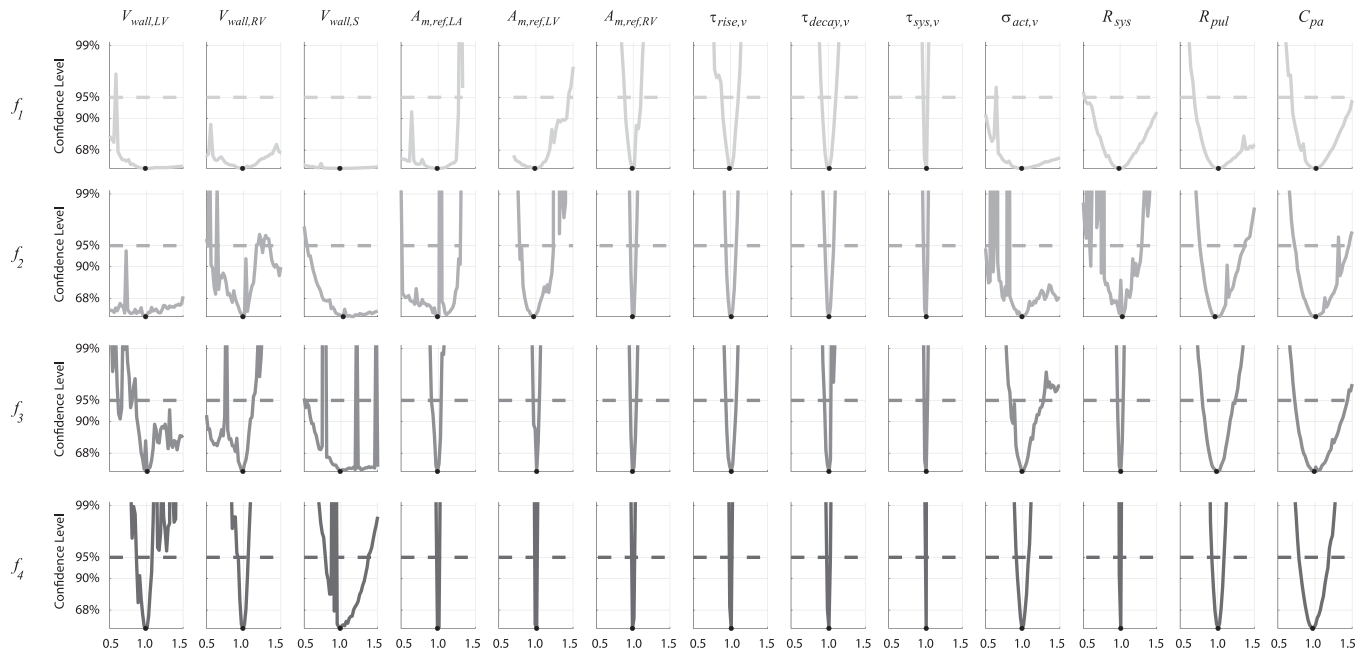 V_wall,LV V_wall,RV V_wall,S A_m,ref,LA A_m,ref,LV A_m,ref,RV τ_rise,v τ_decay,v τ_sys,v σ_act,v R_sys R_pul C_pa
f_1
Confidence Level
99%
95%
90%
68%
f_2
Confidence Level
99%
95%
90%
68%
f_3
Confidence Level
99%
95%
90%
68%
f_4
Confidence Level
99%
95%
90%
68%
0.5 1.0 1.5 0.5 1.0 1.5 0.5 1.0 1.5 0.5 1.0 1.5 0.5 1.0 1.5 0.5 1.0 1.5 0.5 1.0 1.5 0.5 1.0 1.5 0.5 1.0 1.5 0.5 1.0 1.5 0.5 1.0 1.5 0.5 1.0 1.5 0.5 1.0 1.5